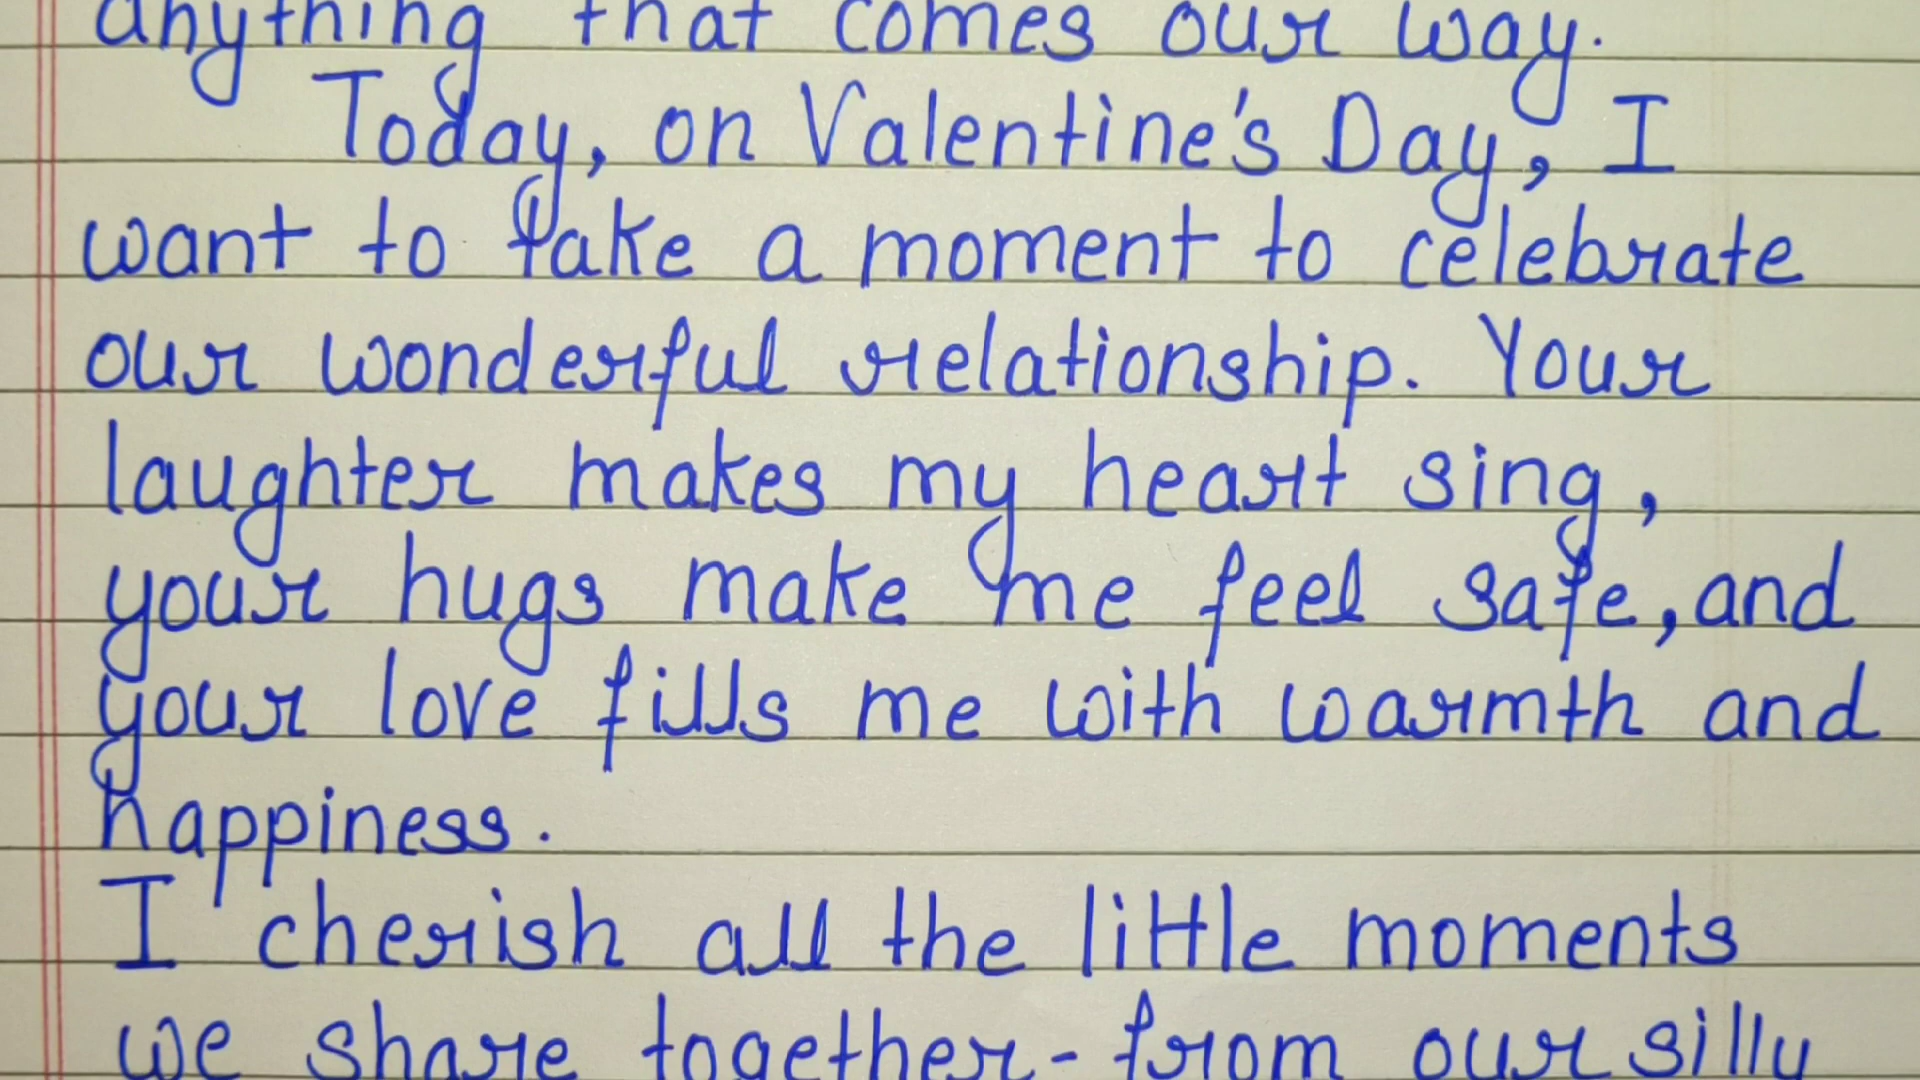 anything that comes our way.
Today, on Valentine's Day, I
want to take a moment to celebrate
our wonderful relationship. Your
laughter makes my heart sing,
your hugs make me feel safe, and
your love fills me with warmth and
happiness.
I cherish all the little moments
we share together - from our silly